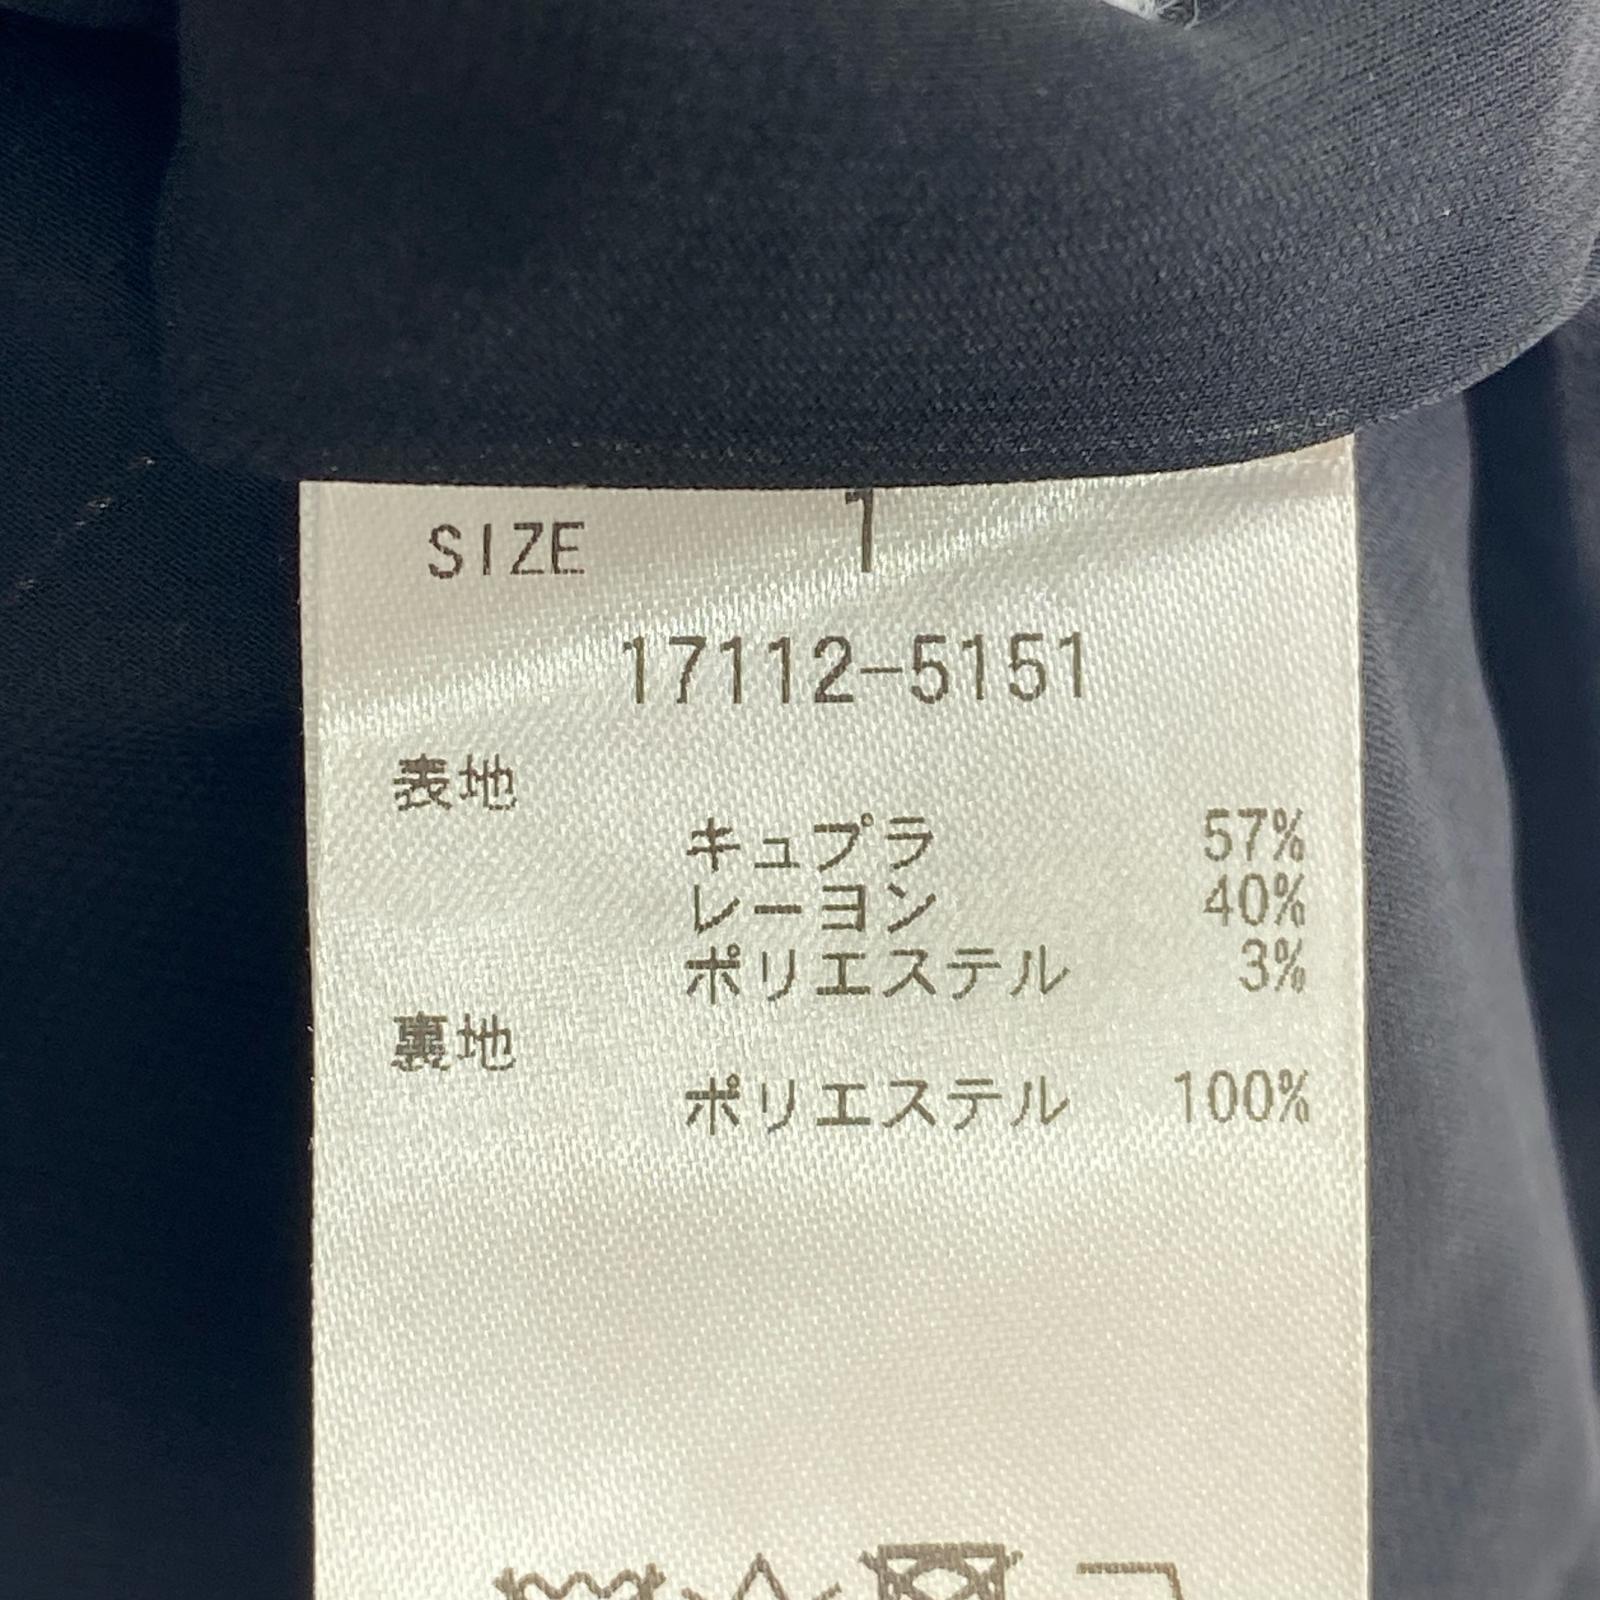 SIZE 1
17112-5151
表地
キュプラ 57%
レーヨン 40%
ポリエステル 3%
裏地
ポリエステル 100%